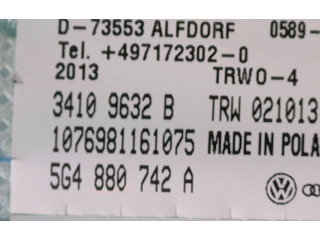 D-73553 ALFDORF 0589-
Tel. +497172302-0
2013 TRWO-4
3410 9632 B TRW 021013
1076981161075 MADE IN POLA
5G4 880 742 A